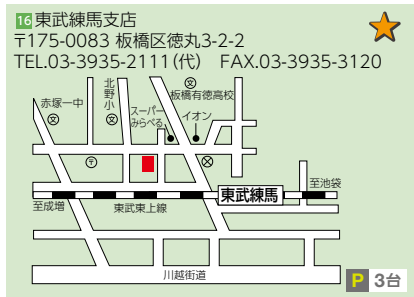 16 東武練馬支店
〒175-0083 板橋区徳丸3-2-2
TEL.03-3935-2111(代) FAX.03-3935-3120
赤塚一中
文
北野小
文
スーパー
みらべる
文
板橋有徳高校
イオン
〒
至池袋
東武練馬
至成増
東武東上線
川越街道
P 3台